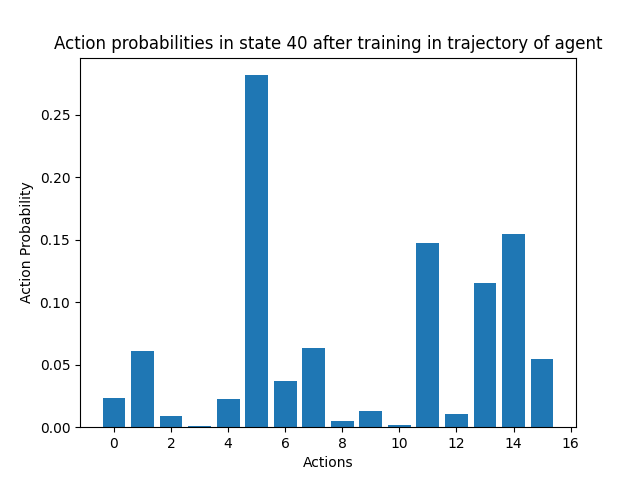 Action probabilities in state 40 after training in trajectory of agent
Action Probability
0.25
0.20
0.15
0.10
0.05
0.00
0 2 4 6 8 10 12 14 16
Actions